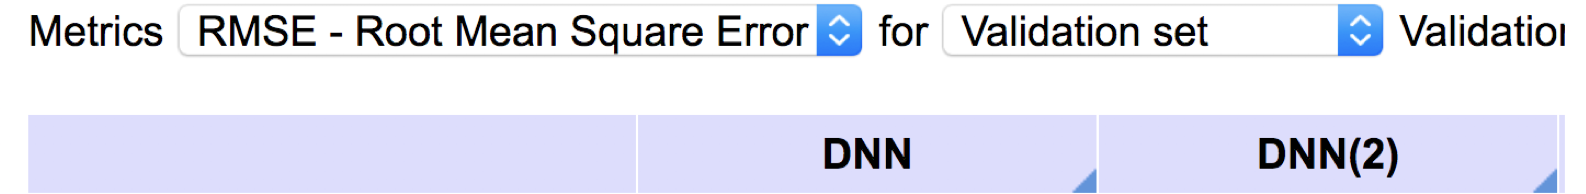 Metrics RMSE - Root Mean Square Error for Validation set
DNN DNN(2)